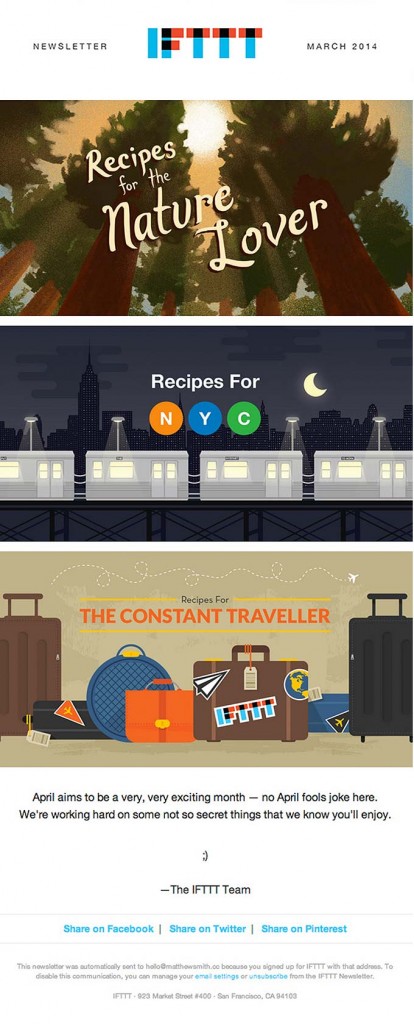 NEWSLETTER
IFTTT
MARCH 2014
Recipes
for the
Nature
Lover
Recipes For
N Y C
Recipes For
THE CONSTANT TRAVELLER
IFTTT
April aims to be a very, very exciting month — no April fools joke here.
We're working hard on some not so secret things that we know you'll enjoy.
;)
—The IFTTT Team
Share on Facebook | Share on Twitter | Share on Pinterest
This newsletter was automatically sent to hello@matthewsmith.cc because you signed up for IFTTT with that address. To
disable this communication, you can manage your email settings or unsubscribe from the IFTTT Newsletter.
IFTTT · 923 Market Street #400 · San Francisco, CA 94103